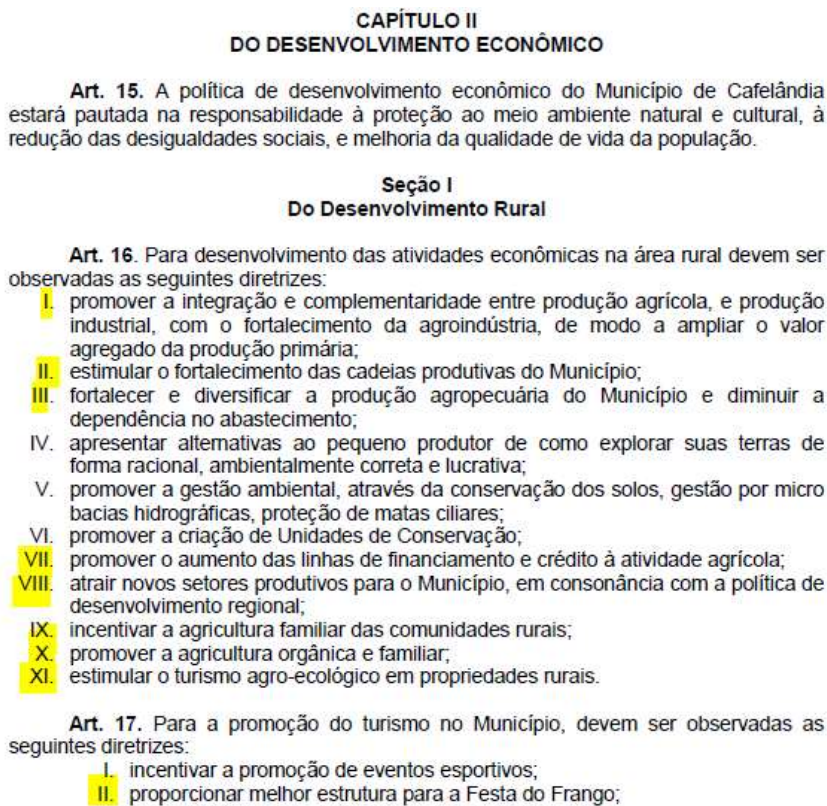 CAPÍTULO II
DO DESENVOLVIMENTO ECONÔMICO
Art. 15. A política de desenvolvimento econômico do Município de Cafelândia
estará pautada na responsabilidade à proteção ao meio ambiente natural e cultural, à
redução das desigualdades sociais, e melhoria da qualidade de vida da população.
Seção I
Do Desenvolvimento Rural
Art. 16. Para desenvolvimento das atividades econômicas na área rural devem ser
observadas as seguintes diretrizes:
I. promover a integração e complementaridade entre produção agrícola, e produção
industrial, com o fortalecimento da agroindústria, de modo a ampliar o valor
agregado da produção primária;
II. estimular o fortalecimento das cadeias produtivas do Município;
III. fortalecer e diversificar a produção agropecuária do Município e diminuir a
dependência no abastecimento;
IV. apresentar alternativas ao pequeno produtor de como explorar suas terras de
forma racional, ambientalmente correta e lucrativa;
V. promover a gestão ambiental, através da conservação dos solos, gestão por micro
bacias hidrográficas, proteção de matas ciliares;
VI. promover a criação de Unidades de Conservação;
VII. promover o aumento das linhas de financiamento e crédito à atividade agrícola;
VIII. atrair novos setores produtivos para o Município, em consonância com a política de
desenvolvimento regional;
IX. incentivar a agricultura familiar das comunidades rurais;
X. promover a agricultura orgânica e familiar;
XI. estimular o turismo agro-ecológico em propriedades rurais.
Art. 17. Para a promoção do turismo no Município, devem ser observadas as
seguintes diretrizes:
I. incentivar a promoção de eventos esportivos;
II. proporcionar melhor estrutura para a Festa do Frango;